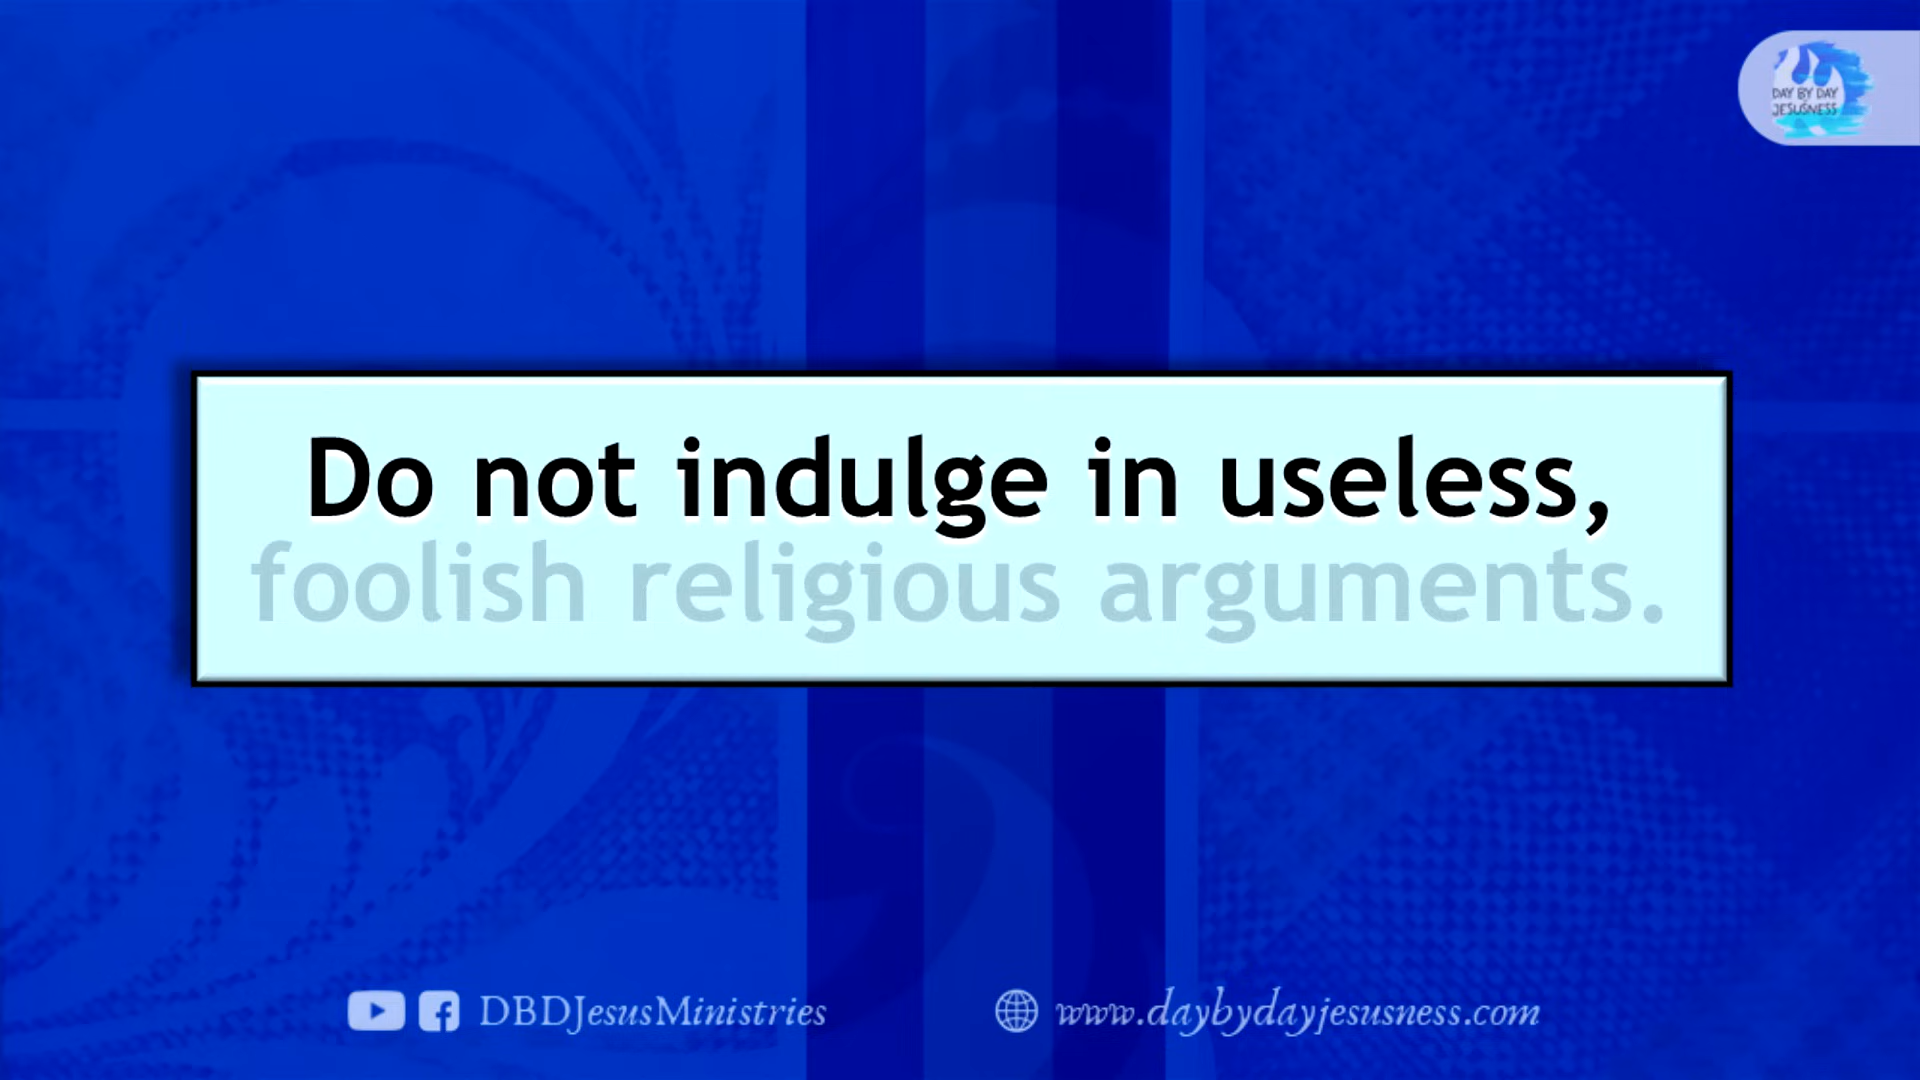 DAY BY DAY
JESUSNESS
Do not indulge in useless,
foolish religious arguments.
DBDJesusMinistries
www.daybydayjesusness.com